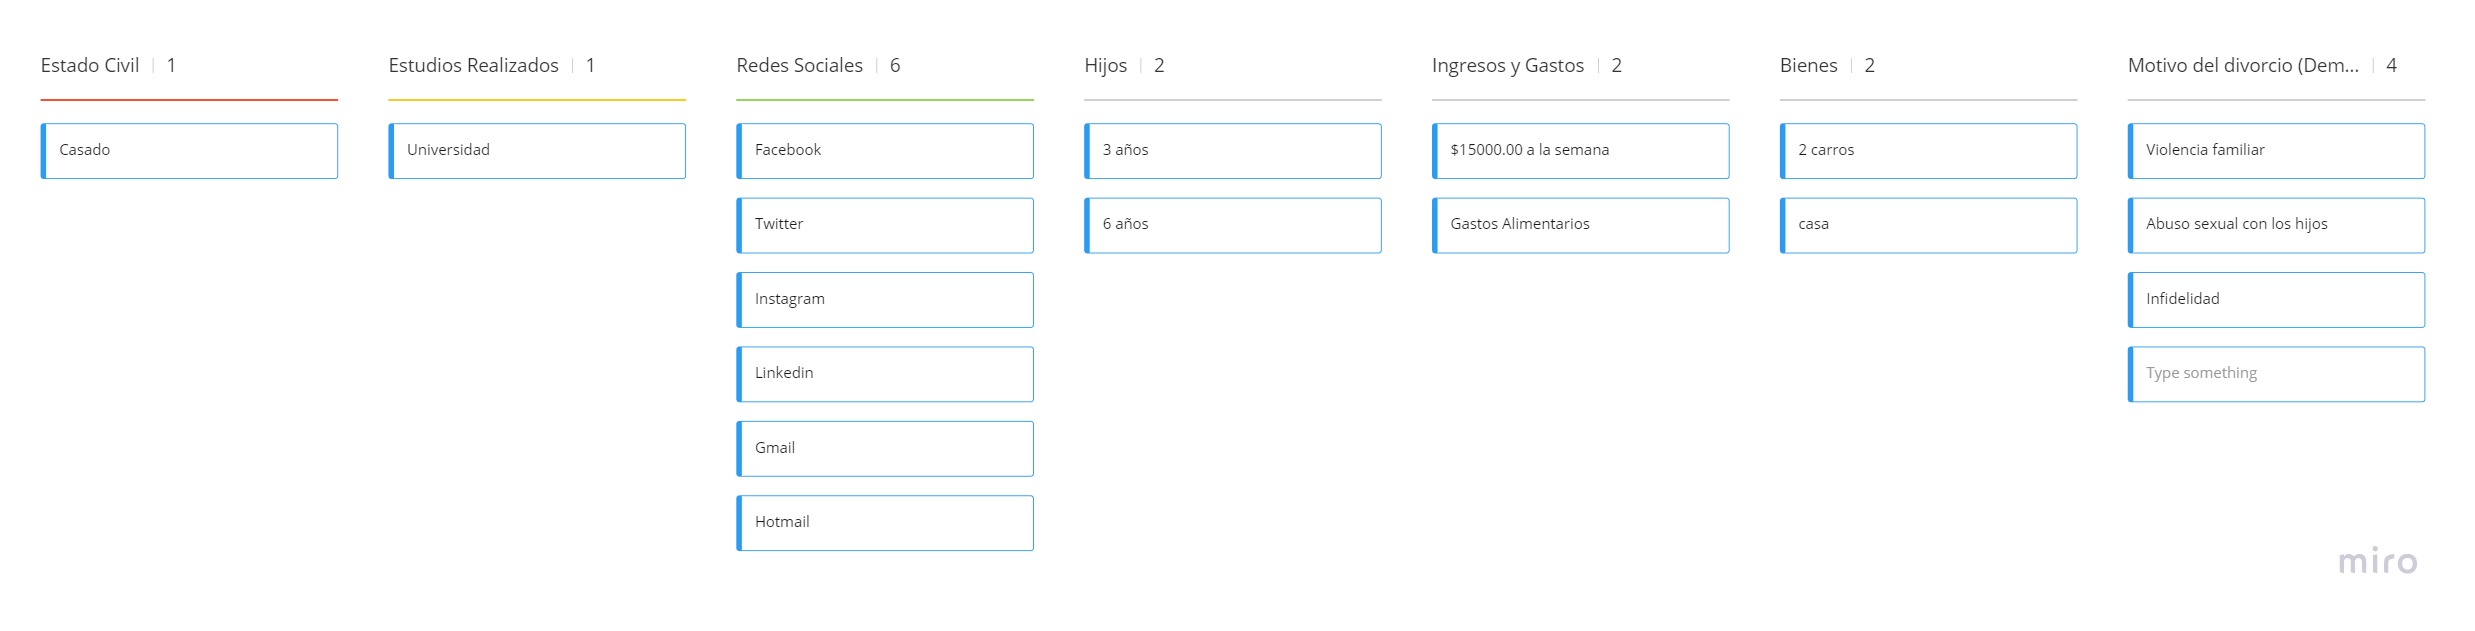 Estado Civil | 1
Casado
Estudios Realizados | 1
Universidad
Redes Sociales | 6
Facebook
Twitter
Instagram
Linkedin
Gmail
Hotmail
Hijos | 2
3 años
6 años
Ingresos y Gastos | 2
$15000.00 a la semana
Gastos Alimentarios
Bienes | 2
2 carros
casa
Motivo del divorcio (Dem... | 4
Violencia familiar
Abuso sexual con los hijos
Infidelidad
Type something
miro